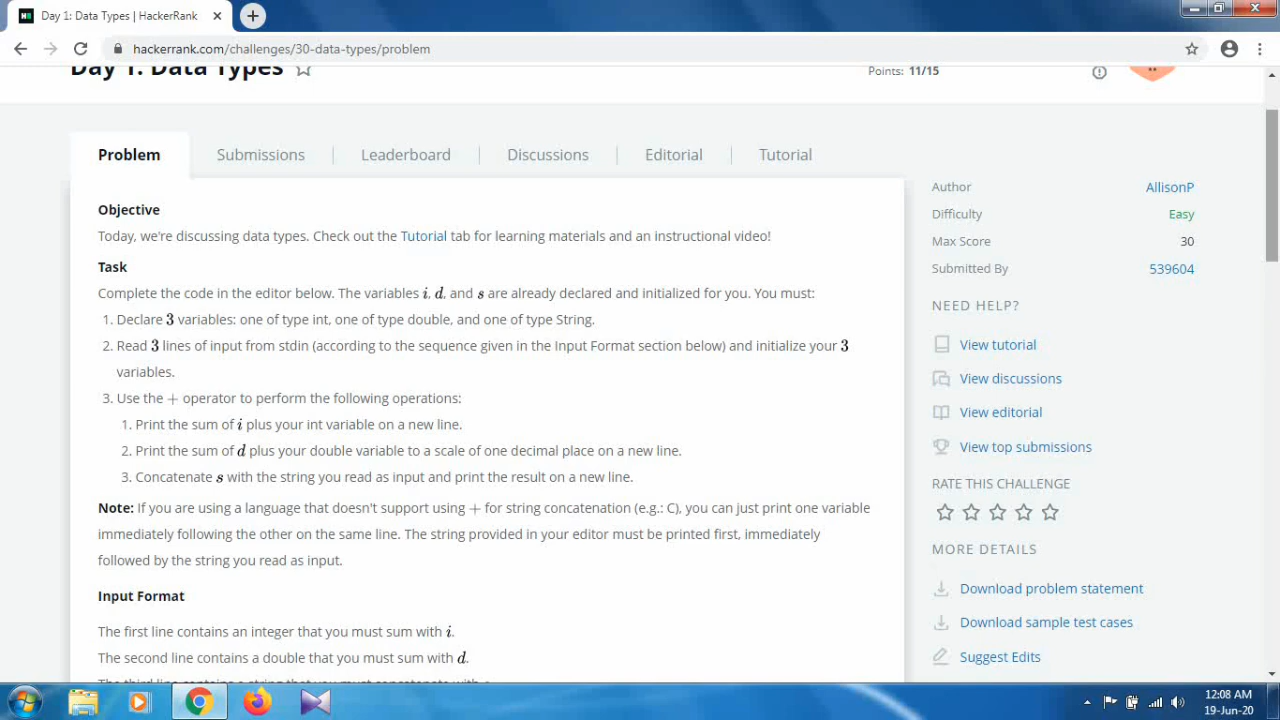 Day 1: Data Types | HackerRank
hackerrank.com/challenges/30-data-types/problem
Day 1: Data Types
Points: 11/15
Problem
Submissions
Leaderboard
Discussions
Editorial
Tutorial
Objective
Today, we're discussing data types. Check out the Tutorial tab for learning materials and an instructional video!
Task
Complete the code in the editor below. The variables i, d, and s are already declared and initialized for you. You must:
1. Declare 3 variables: one of type int, one of type double, and one of type String.
2. Read 3 lines of input from stdin (according to the sequence given in the Input Format section below) and initialize your 3
variables.
3. Use the + operator to perform the following operations:
1. Print the sum of i plus your int variable on a new line.
2. Print the sum of d plus your double variable to a scale of one decimal place on a new line.
3. Concatenate s with the string you read as input and print the result on a new line.
Note: If you are using a language that doesn't support using + for string concatenation (e.g.: C), you can just print one variable
immediately following the other on the same line. The string provided in your editor must be printed first, immediately
followed by the string you read as input.
Input Format
The first line contains an integer that you must sum with i.
The second line contains a double that you must sum with d.
The third line contains a string that you must concatenate with s.
Author AllisonP
Difficulty Easy
Max Score 30
Submitted By 539604
NEED HELP?
View tutorial
View discussions
View editorial
View top submissions
RATE THIS CHALLENGE
MORE DETAILS
Download problem statement
Download sample test cases
Suggest Edits
12:08 AM
19-Jun-20